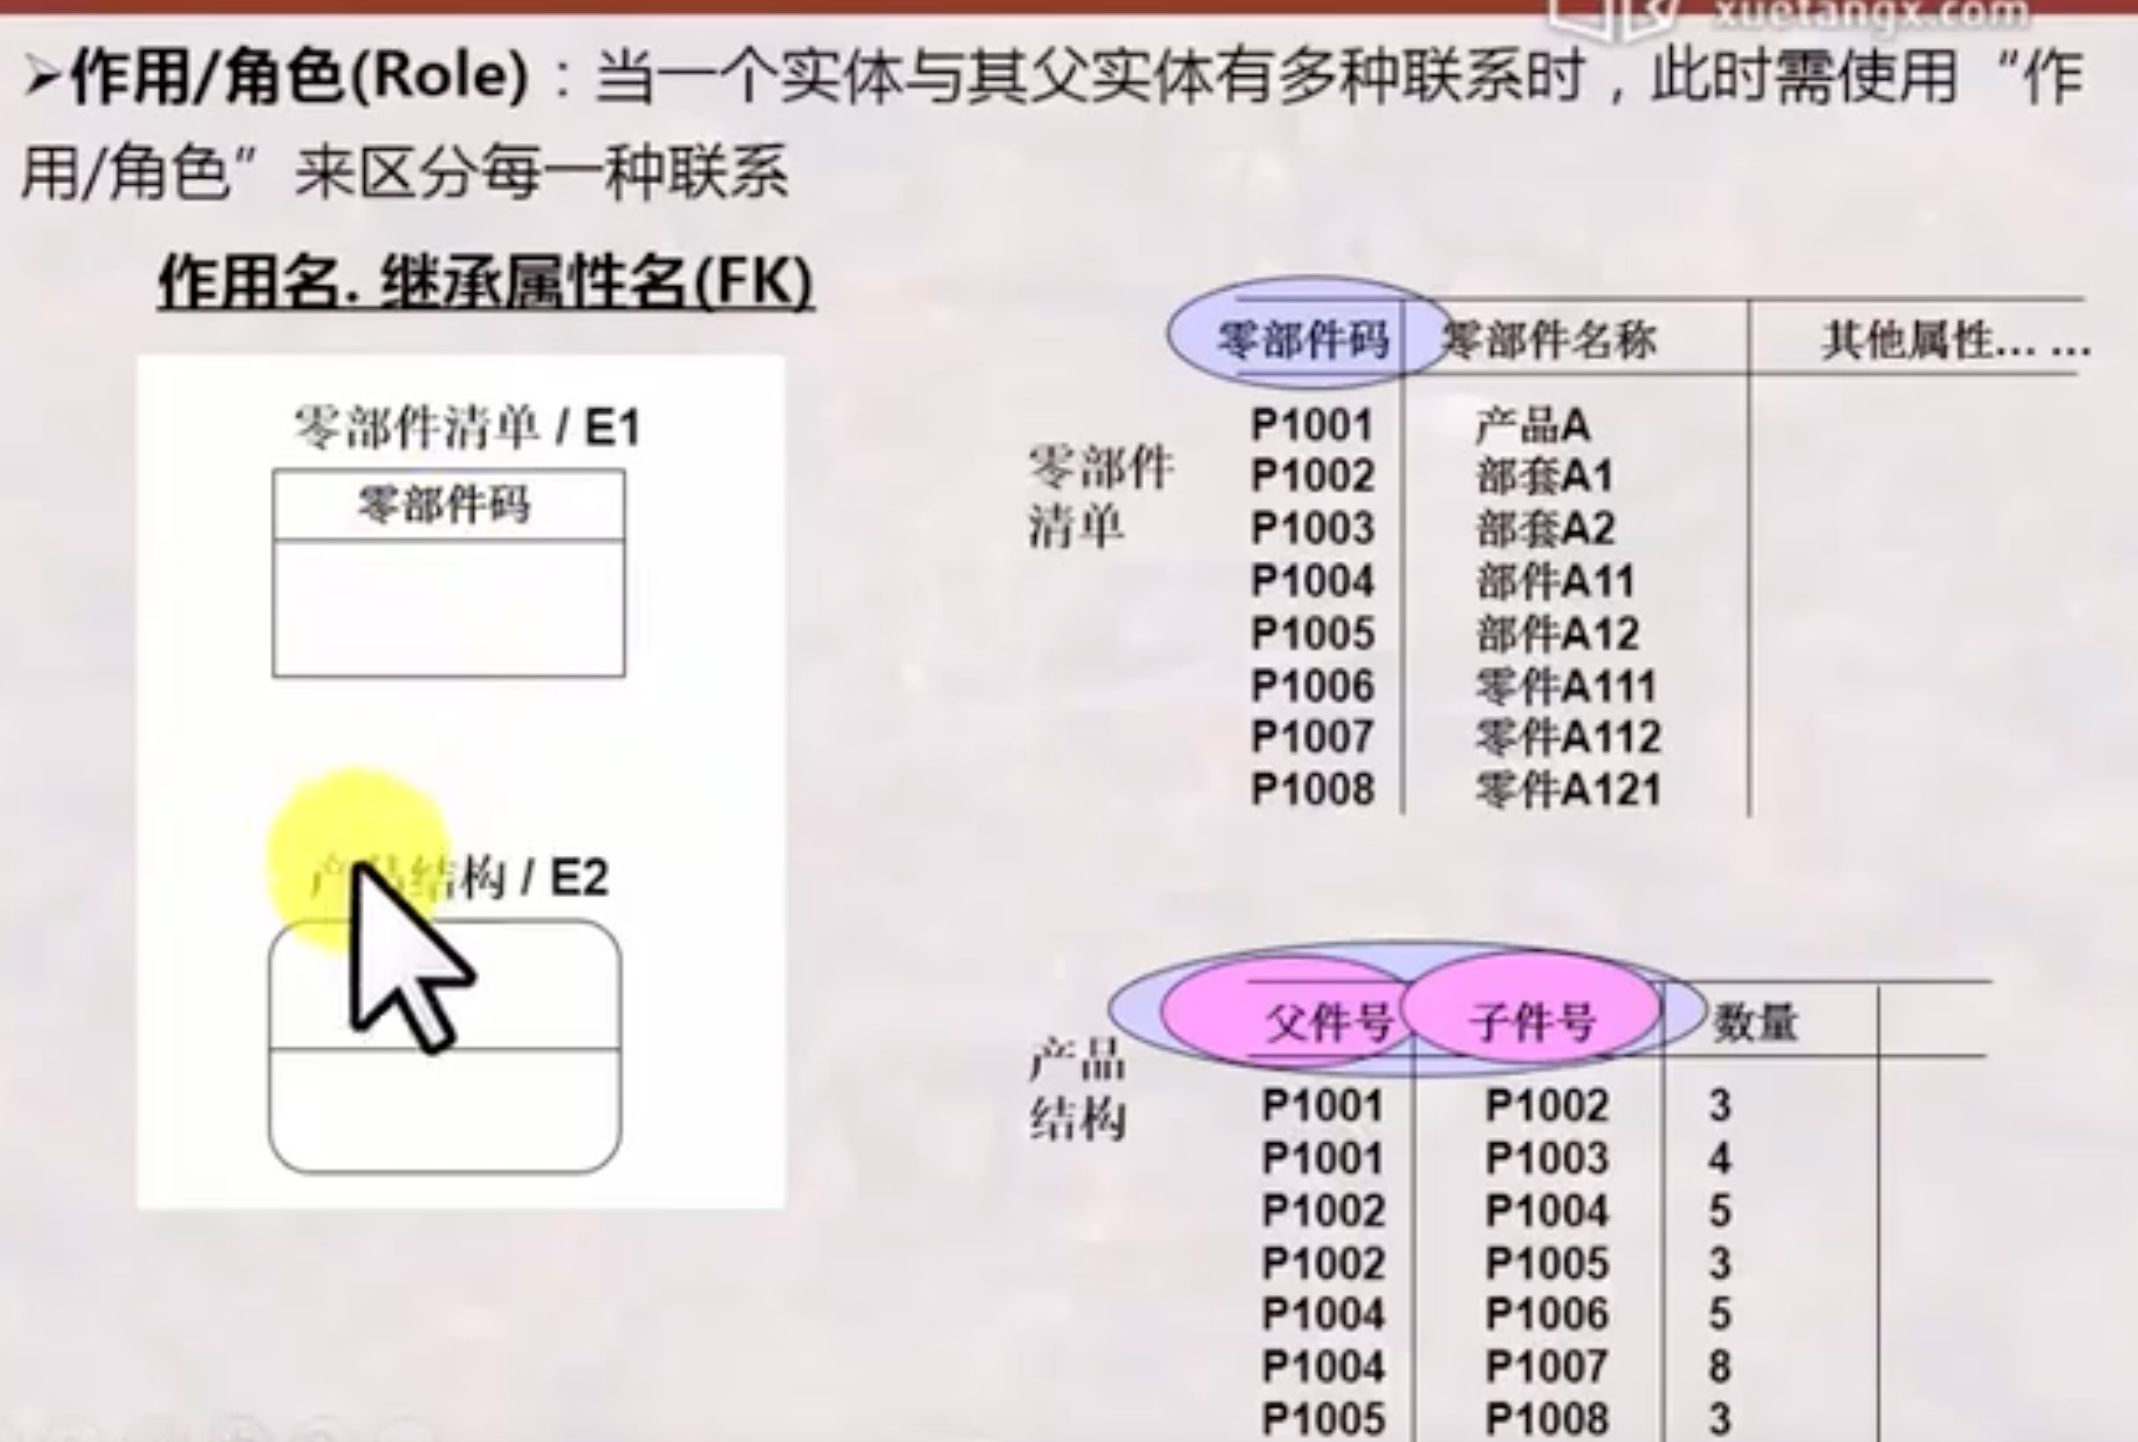 xuetangx.com
➢作用/角色(Role)：当一个实体与其父实体有多种联系时，此时需使用“作
用/角色”来区分每一种联系
作用名. 继承属性名(FK)
零部件清单 / E1
零部件码
产品结构 / E2
零部件
清单
零部件码 零部件名称 其他属性... ...
P1001 产品A
P1002 部套A1
P1003 部套A2
P1004 部件A11
P1005 部件A12
P1006 零件A111
P1007 零件A112
P1008 零件A121
产品
结构
父件号 子件号 数量
P1001 P1002 3
P1001 P1003 4
P1002 P1004 5
P1002 P1005 3
P1004 P1006 5
P1004 P1007 8
P1005 P1008 3